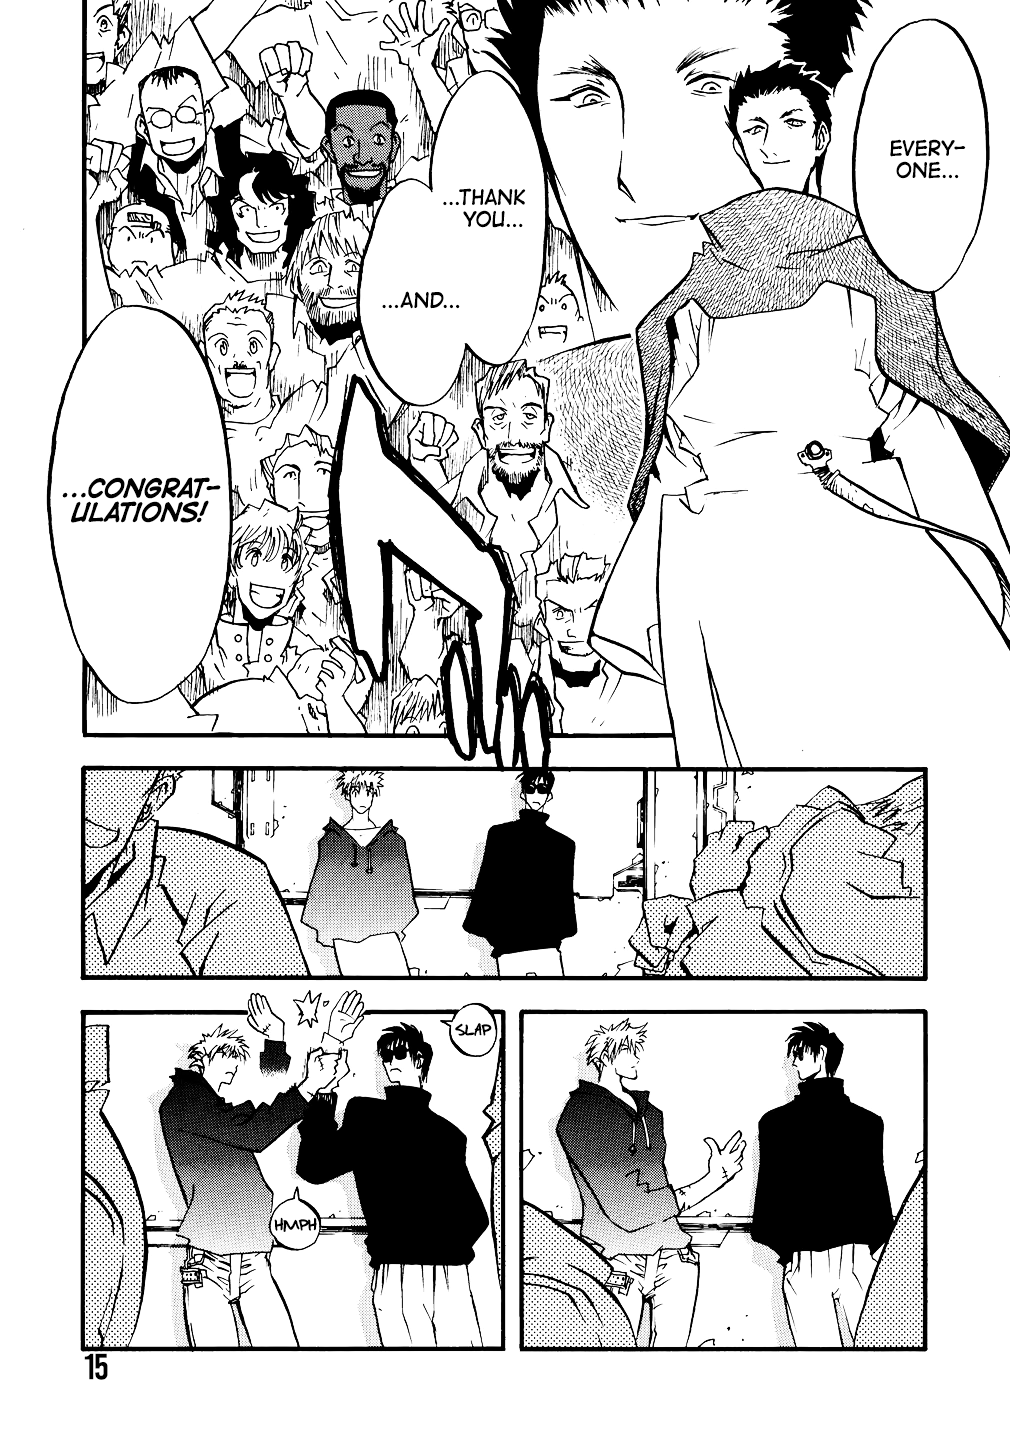 EVERY-
ONE...
...THANK
YOU...
...AND...
...CONGRAT-
ULATIONS!
SLAP
HMPH
15